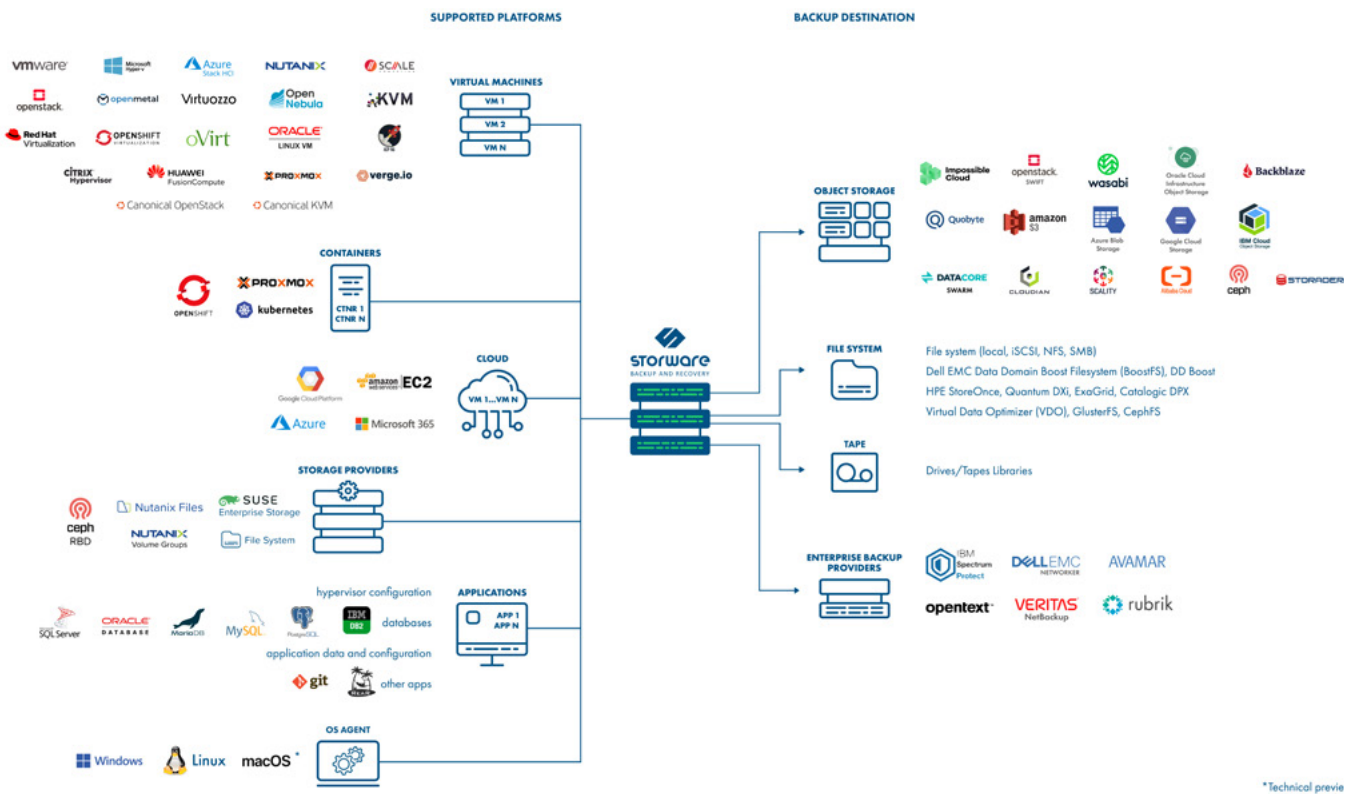 SUPPORTED PLATFORMS
BACKUP DESTINATION
vmware
Microsoft
Hyper-v
Azure
Stack HCI
NUTANIX
SCALE
VIRTUAL MACHINES
VM 1
VM 2
VM N
openstack.
openmetal
Virtuozzo
Open
Nebula
KVM
Red Hat
Virtualization
OPENSHIFT
VIRTUALIZATION
oVirt
ORACLE
LINUX VM
CITRIX
Hypervisor
HUAWEI
FusionCompute
PROXMOX
verge.io
Canonical OpenStack
Canonical KVM
CONTAINERS
OPENSHIFT
PROXMOX
kubernetes
CTNR 1
CTNR N
CLOUD
Google Cloud Platform
amazon
web services
EC2
VM 1...VM N
Azure
Microsoft 365
STORAGE PROVIDERS
ceph
RBD
Nutanix Files
SUSE
Enterprise Storage
NUTANIX
Volume Groups
File System
APPLICATIONS
APP 1
APP N
hypervisor configuration
SQL Server
ORACLE
DATABASE
MariaDB
MySQL
PostgreSQL
IBM
DB2
databases
application data and configuration
git
other apps
OS AGENT
Windows
Linux
macOS *
STORWARE
BACKUP AND RECOVERY
OBJECT STORAGE
Impossible
Cloud
openstack.
SWIFT
wasabi
Oracle Cloud
Infrastructure
Object Storage
Backblaze
Quobyte
amazon
S3
Azure Blob
Storage
Google Cloud
Storage
IBM Cloud
Object Storage
DATACORE
SWARM
CLOUDIAN
SCALITY
Alibaba Cloud
ceph
STORADER
FILE SYSTEM
File system (local, iSCSI, NFS, SMB)
Dell EMC Data Domain Boost Filesystem (BoostFS), DD Boost
HPE StoreOnce, Quantum DXi, ExaGrid, Catalogic DPX
Virtual Data Optimizer (VDO), GlusterFS, CephFS
TAPE
Drives/Tapes Libraries
ENTERPRISE BACKUP
PROVIDERS
IBM
Spectrum
Protect
DELLEMC
NETWORKER
AVAMAR
opentext™
VERITAS
NetBackup
rubrik
*Technical previe